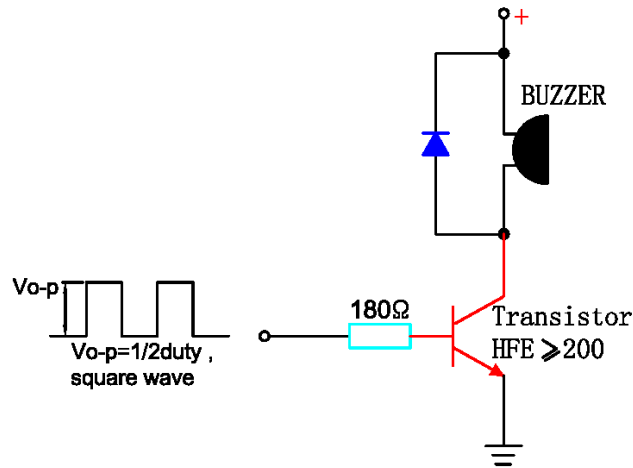 +
BUZZER
Vo-p
180Ω
Transistor
HFE ≥200
Vo-p=1/2duty ,
square wave